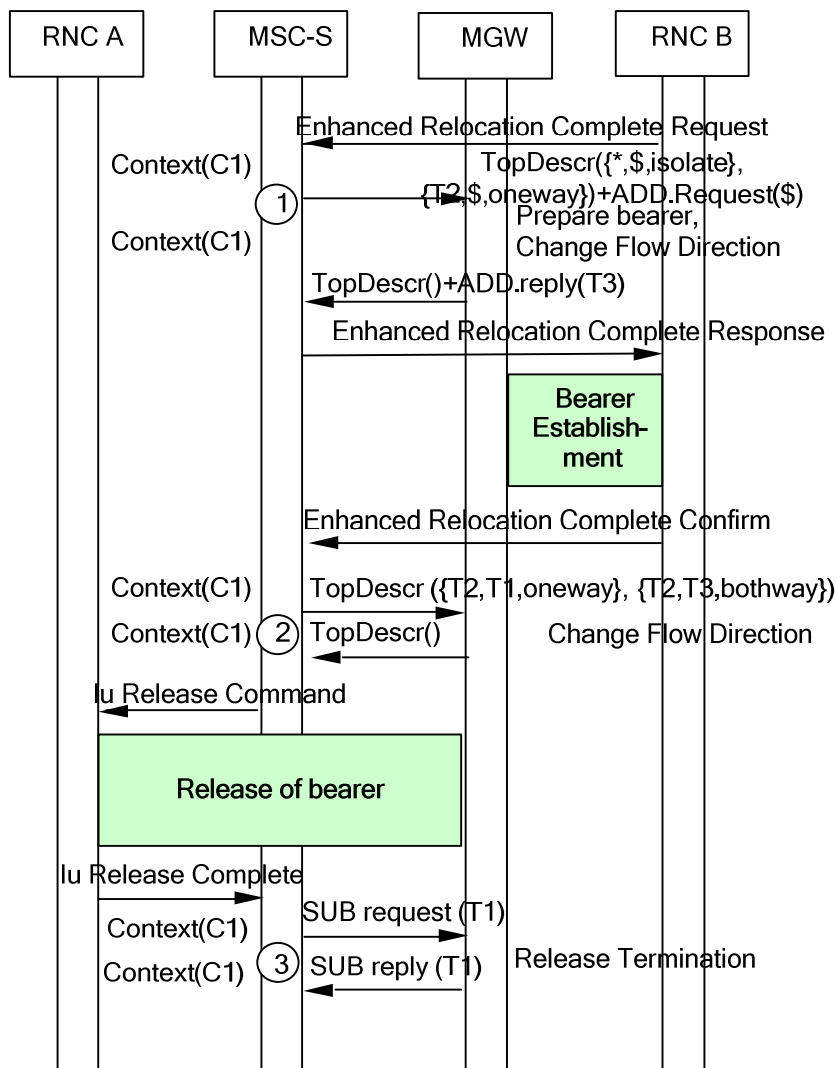 RNC A
MSC-S
MGW
RNC B
Enhanced Relocation Complete Request
Context(C1)
TopDescr({*,$,isolate},
{T2,$,oneway})+ADD.Request($)
1
Prepare bearer,
Context(C1)
Change Flow Direction
TopDescr()+ADD.reply(T3)
Enhanced Relocation Complete Response
Bearer
Establish-
ment
Enhanced Relocation Complete Confirm
Context(C1)
TopDescr ({T2,T1,oneway}, {T2,T3,bothway})
Context(C1)
2
TopDescr()
Change Flow Direction
Iu Release Command
Release of bearer
Iu Release Complete
SUB request (T1)
Context(C1)
Context(C1)
3
SUB reply (T1)
Release Termination